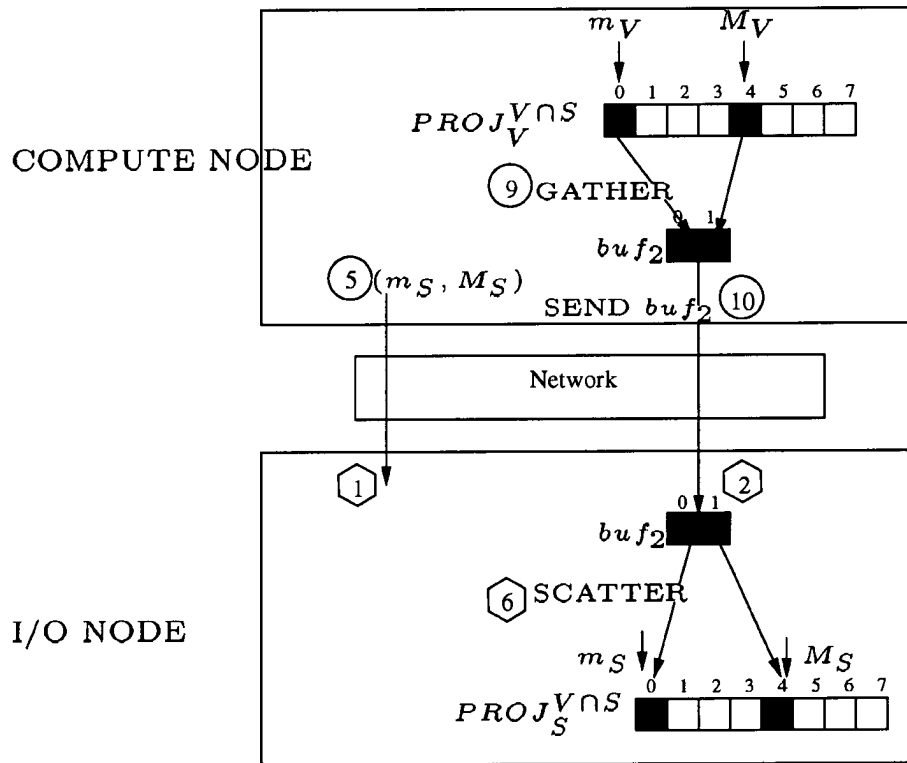 m_V M_V
0 1 2 3 4 5 6 7
PROJ_V^{V∩S}
COMPUTE NODE
9 GATHER
0 1
buf_2
5 (m_S, M_S)
SEND buf_2 10
Network
1 2
0 1
buf_2
6 SCATTER
I/O NODE
m_S M_S
0 1 2 3 4 5 6 7
PROJ_S^{V∩S}